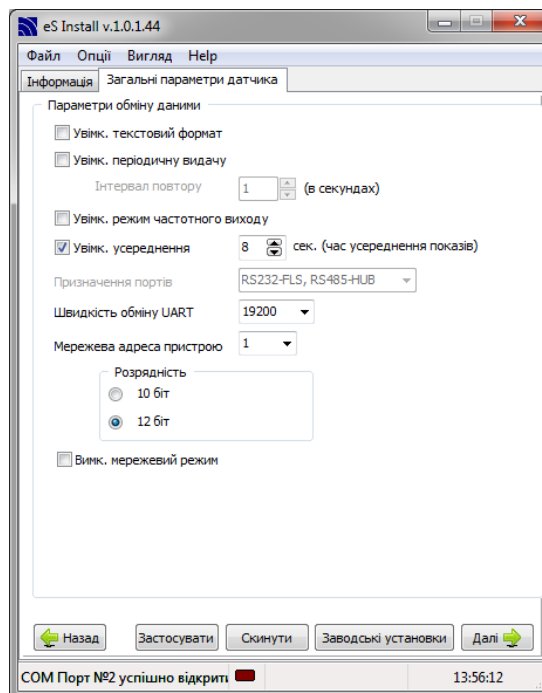 eS Install v.1.0.1.44
Файл Опції Вигляд Help
Інформація Загальні параметри датчика
Параметри обміну даними
Увімк. текстовий формат
Увімк. періодичну видачу
Інтервал повтору 1 (в секундах)
Увімк. режим частотного виходу
Увімк. усереднення 8 сек. (час усереднення показів)
Призначення портів RS232-FLS, RS485-HUB
Швидкість обміну UART 19200
Мережева адреса пристрою 1
Розрядність
10 біт
12 біт
Вимк. мережевий режим
Назад Застосувати Скинути Заводські установки Далі
COM Порт №2 успішно відкрит 13:56:12